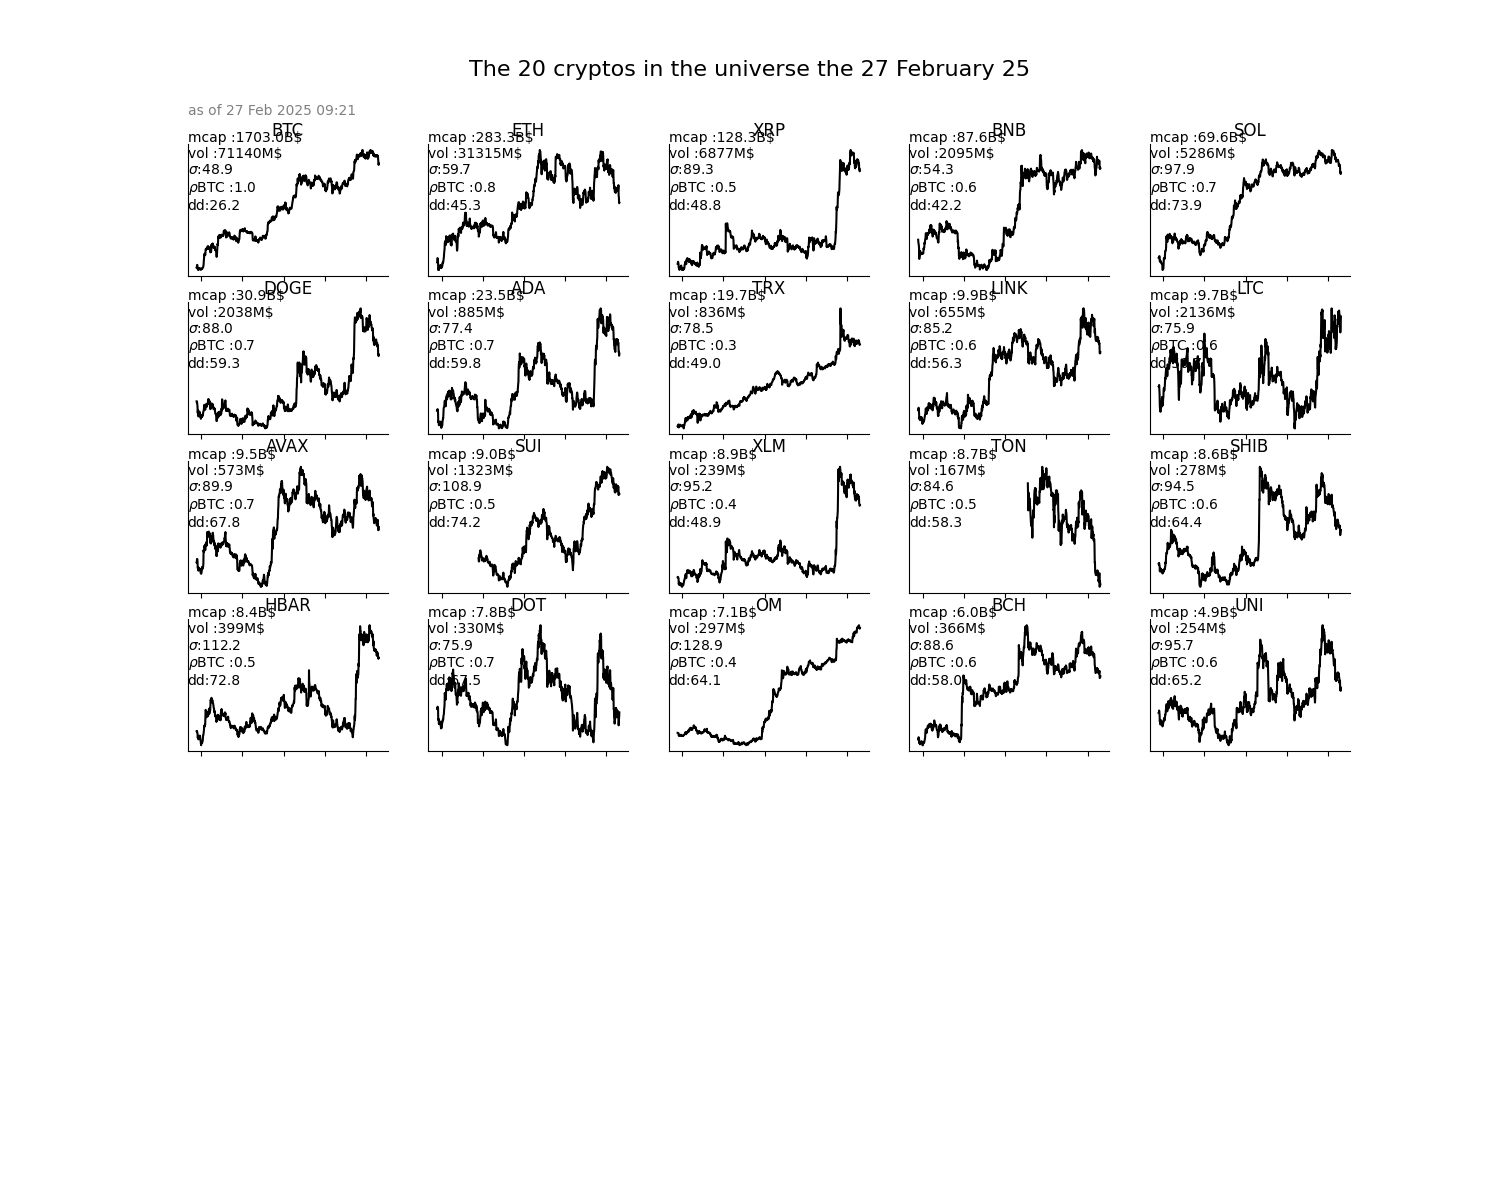 The 20 cryptos in the universe the 27 February 25
as of 27 Feb 2025 09:21
BTC
mcap :1703.0B$
vol :71140M$
σ:48.9
ρBTC :1.0
dd:26.2
ETH
mcap :283.3B$
vol :31315M$
σ:59.7
ρBTC :0.8
dd:45.3
XRP
mcap :128.3B$
vol :6877M$
σ:89.3
ρBTC :0.5
dd:48.8
BNB
mcap :87.6B$
vol :2095M$
σ:54.3
ρBTC :0.6
dd:42.2
SOL
mcap :69.6B$
vol :5286M$
σ:97.9
ρBTC :0.7
dd:73.9
DOGE
mcap :30.9B$
vol :2038M$
σ:88.0
ρBTC :0.7
dd:59.3
ADA
mcap :23.5B$
vol :885M$
σ:77.4
ρBTC :0.7
dd:59.8
TRX
mcap :19.7B$
vol :836M$
σ:78.5
ρBTC :0.3
dd:49.0
LINK
mcap :9.9B$
vol :655M$
σ:85.2
ρBTC :0.6
dd:56.3
LTC
mcap :9.7B$
vol :2136M$
σ:75.9
ρBTC :0.6
AVAX
mcap :9.5B$
vol :573M$
σ:89.9
ρBTC :0.7
dd:67.8
SUI
mcap :9.0B$
vol :1323M$
σ:108.9
ρBTC :0.5
dd:74.2
XLM
mcap :8.9B$
vol :239M$
σ:95.2
ρBTC :0.4
dd:48.9
TON
mcap :8.7B$
vol :167M$
σ:84.6
ρBTC :0.5
dd:58.3
SHIB
mcap :8.6B$
vol :278M$
σ:94.5
ρBTC :0.6
dd:64.4
HBAR
mcap :8.4B$
vol :399M$
σ:112.2
ρBTC :0.5
dd:72.8
DOT
mcap :7.8B$
vol :330M$
σ:75.9
ρBTC :0.7
dd:67.5
OM
mcap :7.1B$
vol :297M$
σ:128.9
ρBTC :0.4
dd:64.1
BCH
mcap :6.0B$
vol :366M$
σ:88.6
ρBTC :0.6
dd:58.0
UNI
mcap :4.9B$
vol :254M$
σ:95.7
ρBTC :0.6
dd:65.2